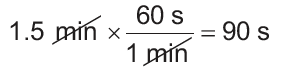 1.5 min × 60 s / 1 min = 90 s